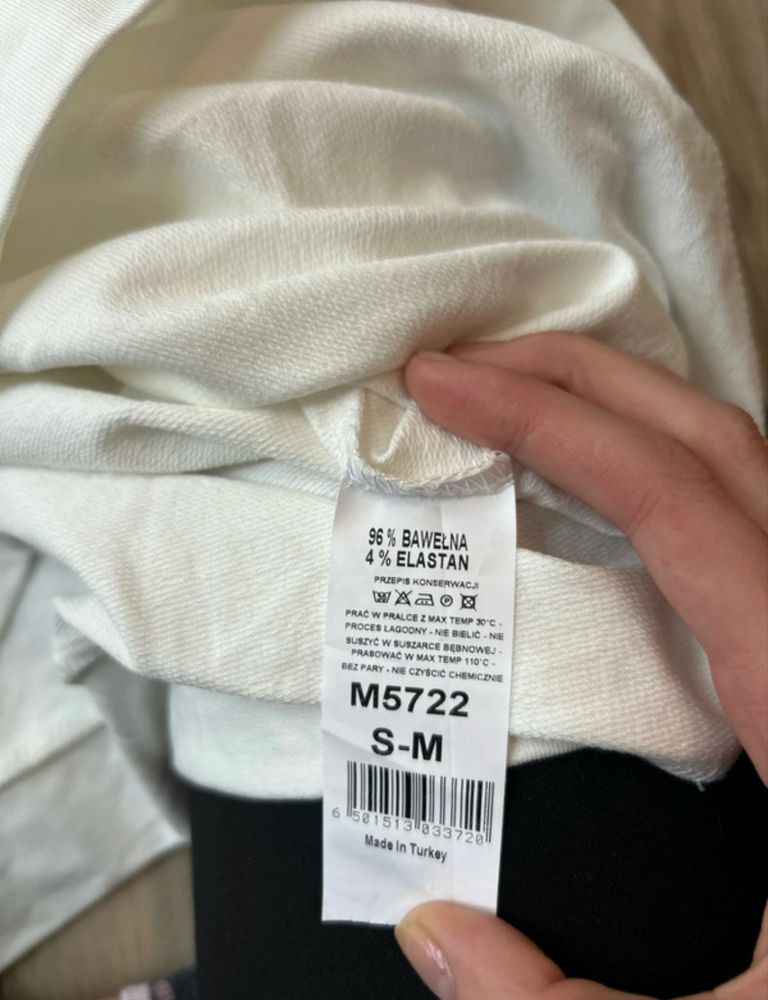 96 % BAWEŁNA
4 % ELASTAN
PRZEPIS KONSERWACJI
PRAĆ W PRALCE Z MAX TEMP 30°C -
PROCES ŁAGODNY - NIE BIELIĆ - NIE
SUSZYĆ W SUSZARCE BĘBNOWEJ -
PRASOWAĆ W MAX TEMP 110°C -
BEZ PARY - NIE CZYŚCIĆ CHEMICZNIE
M5722
S-M
6 501513 033720
Made in Turkey